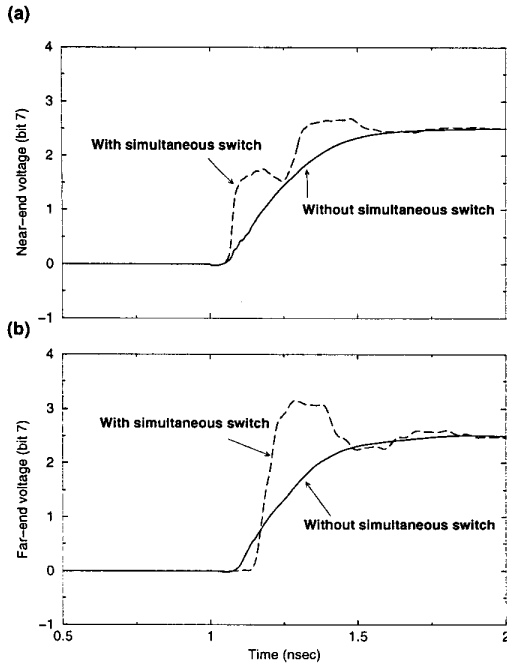 (a)
4
3
2
1
0
−1
Near−end voltage (bit 7)
With simultaneous switch
Without simultaneous switch
(b)
4
3
2
1
0
−1
Far−end voltage (bit 7)
With simultaneous switch
Without simultaneous switch
0.5
1
1.5
2
Time (nsec)